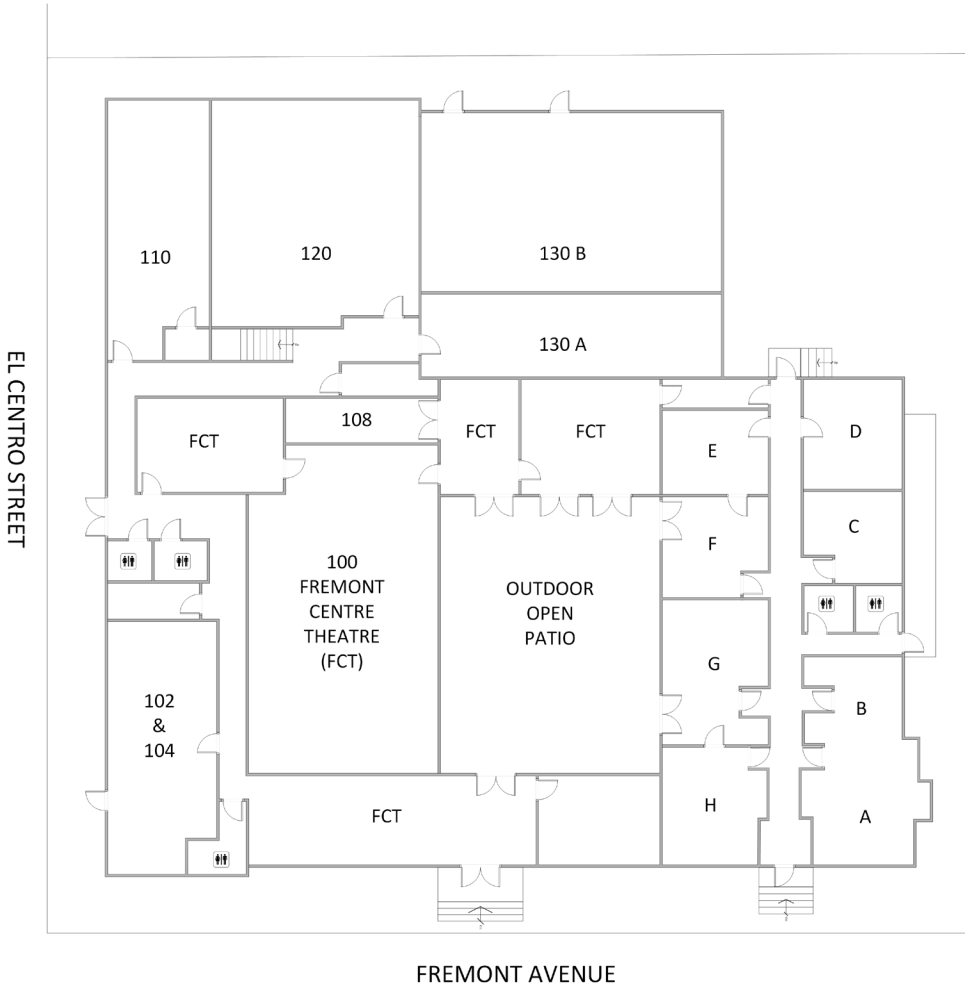 110
120
130 B
130 A
EL CENTRO STREET
FCT
108
FCT
FCT
E
D
C
F
100
FREMONT
CENTRE
THEATRE
(FCT)
OUTDOOR
OPEN
PATIO
G
102
&
104
B
FCT
H
A
FREMONT AVENUE